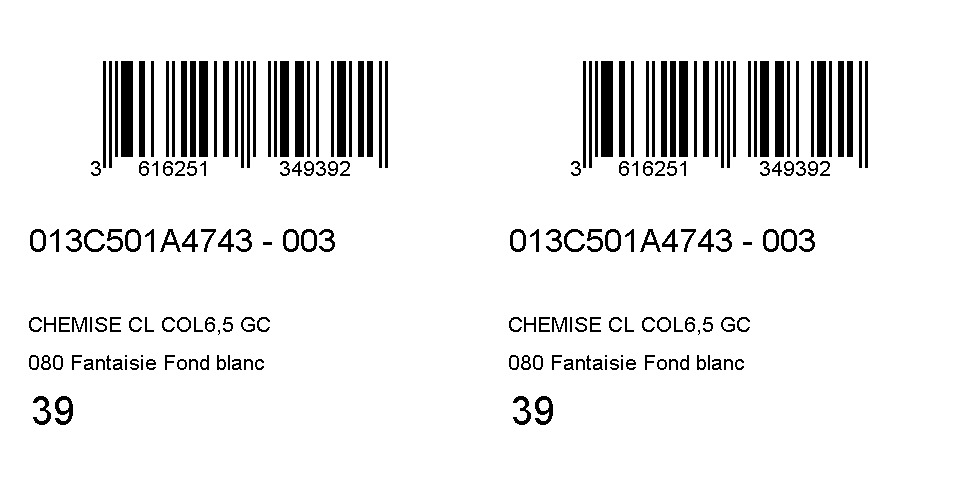 3 616251 349392
013C501A4743 - 003
CHEMISE CL COL6,5 GC
080 Fantaisie Fond blanc
39
3 616251 349392
013C501A4743 - 003
CHEMISE CL COL6,5 GC
080 Fantaisie Fond blanc
39